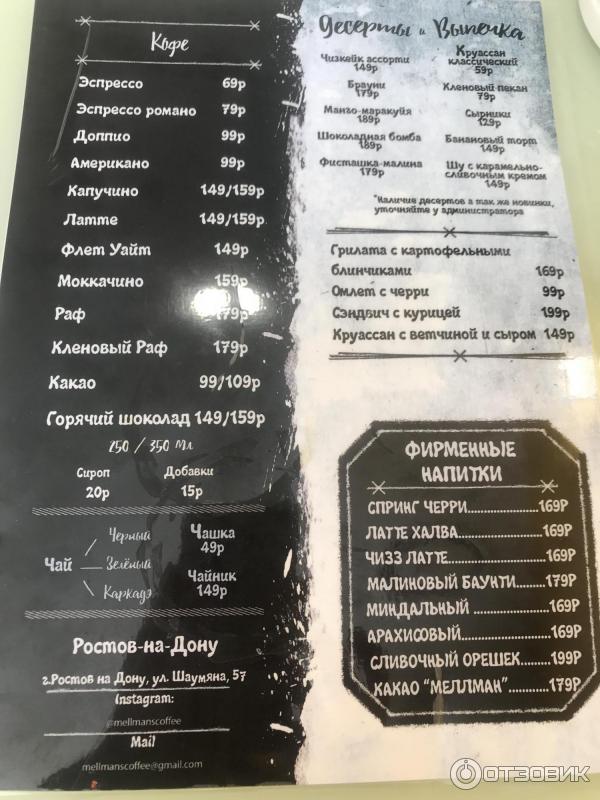 Кофе
Эспрессо 69р
Эспрессо романо 79р
Доппио 99р
Американо 99р
Капучино 149/159р
Латте 149/159р
Флет Уайт 149р
Моккачино 159р
Раф 179р
Кленовый Раф 179р
Какао 99/109р
Горячий шоколад 149/159р
250 / 350 мл
Сироп Добавки
20р 15р
Чай
Черный
Зелёный
Каркадэ
Чашка
49р
Чайник
149р
Ростов-на-Дону
г.Ростов на Дону, ул. Шаумяна, 57
Instagram:
@mellmanscoffee
Mail
mellmanscoffee@gmail.com
Десерты и Выпечка
Чизкейк ассорти
149р
Круассан
классический
59р
Брауни
179р
Кленовый пекан
79р
Манго-маракуйя
189р
Сырники
129р
Шоколадная бомба
189р
Банановый торт
149р
Фисташка-малина
179р
Шу с карамельно-
сливочным кремом
149р
*Наличие десертов а так же новинки,
уточняйте у администратора
Грилата с картофельными
блинчиками 169р
Омлет с черри 99р
Сэндвич с курицей 199р
Круассан с ветчиной и сыром 149р
ФИРМЕННЫЕ
НАПИТКИ
СПРИНГ ЧЕРРИ......................169Р
ЛАТТЕ ХАЛВА.........................169Р
ЧИЗЗ ЛАТТЕ...........................169Р
МАЛИНОВЫЙ БАУНТИ......179Р
МИНДАЛЬНЫЙ ..................169Р
АРАХИСОВЫЙ.....................169Р
СЛИВОЧНЫЙ ОРЕШЕК.....199Р
КАКАО "МЕЛЛМАН"...........179Р
ОТЗОВИК